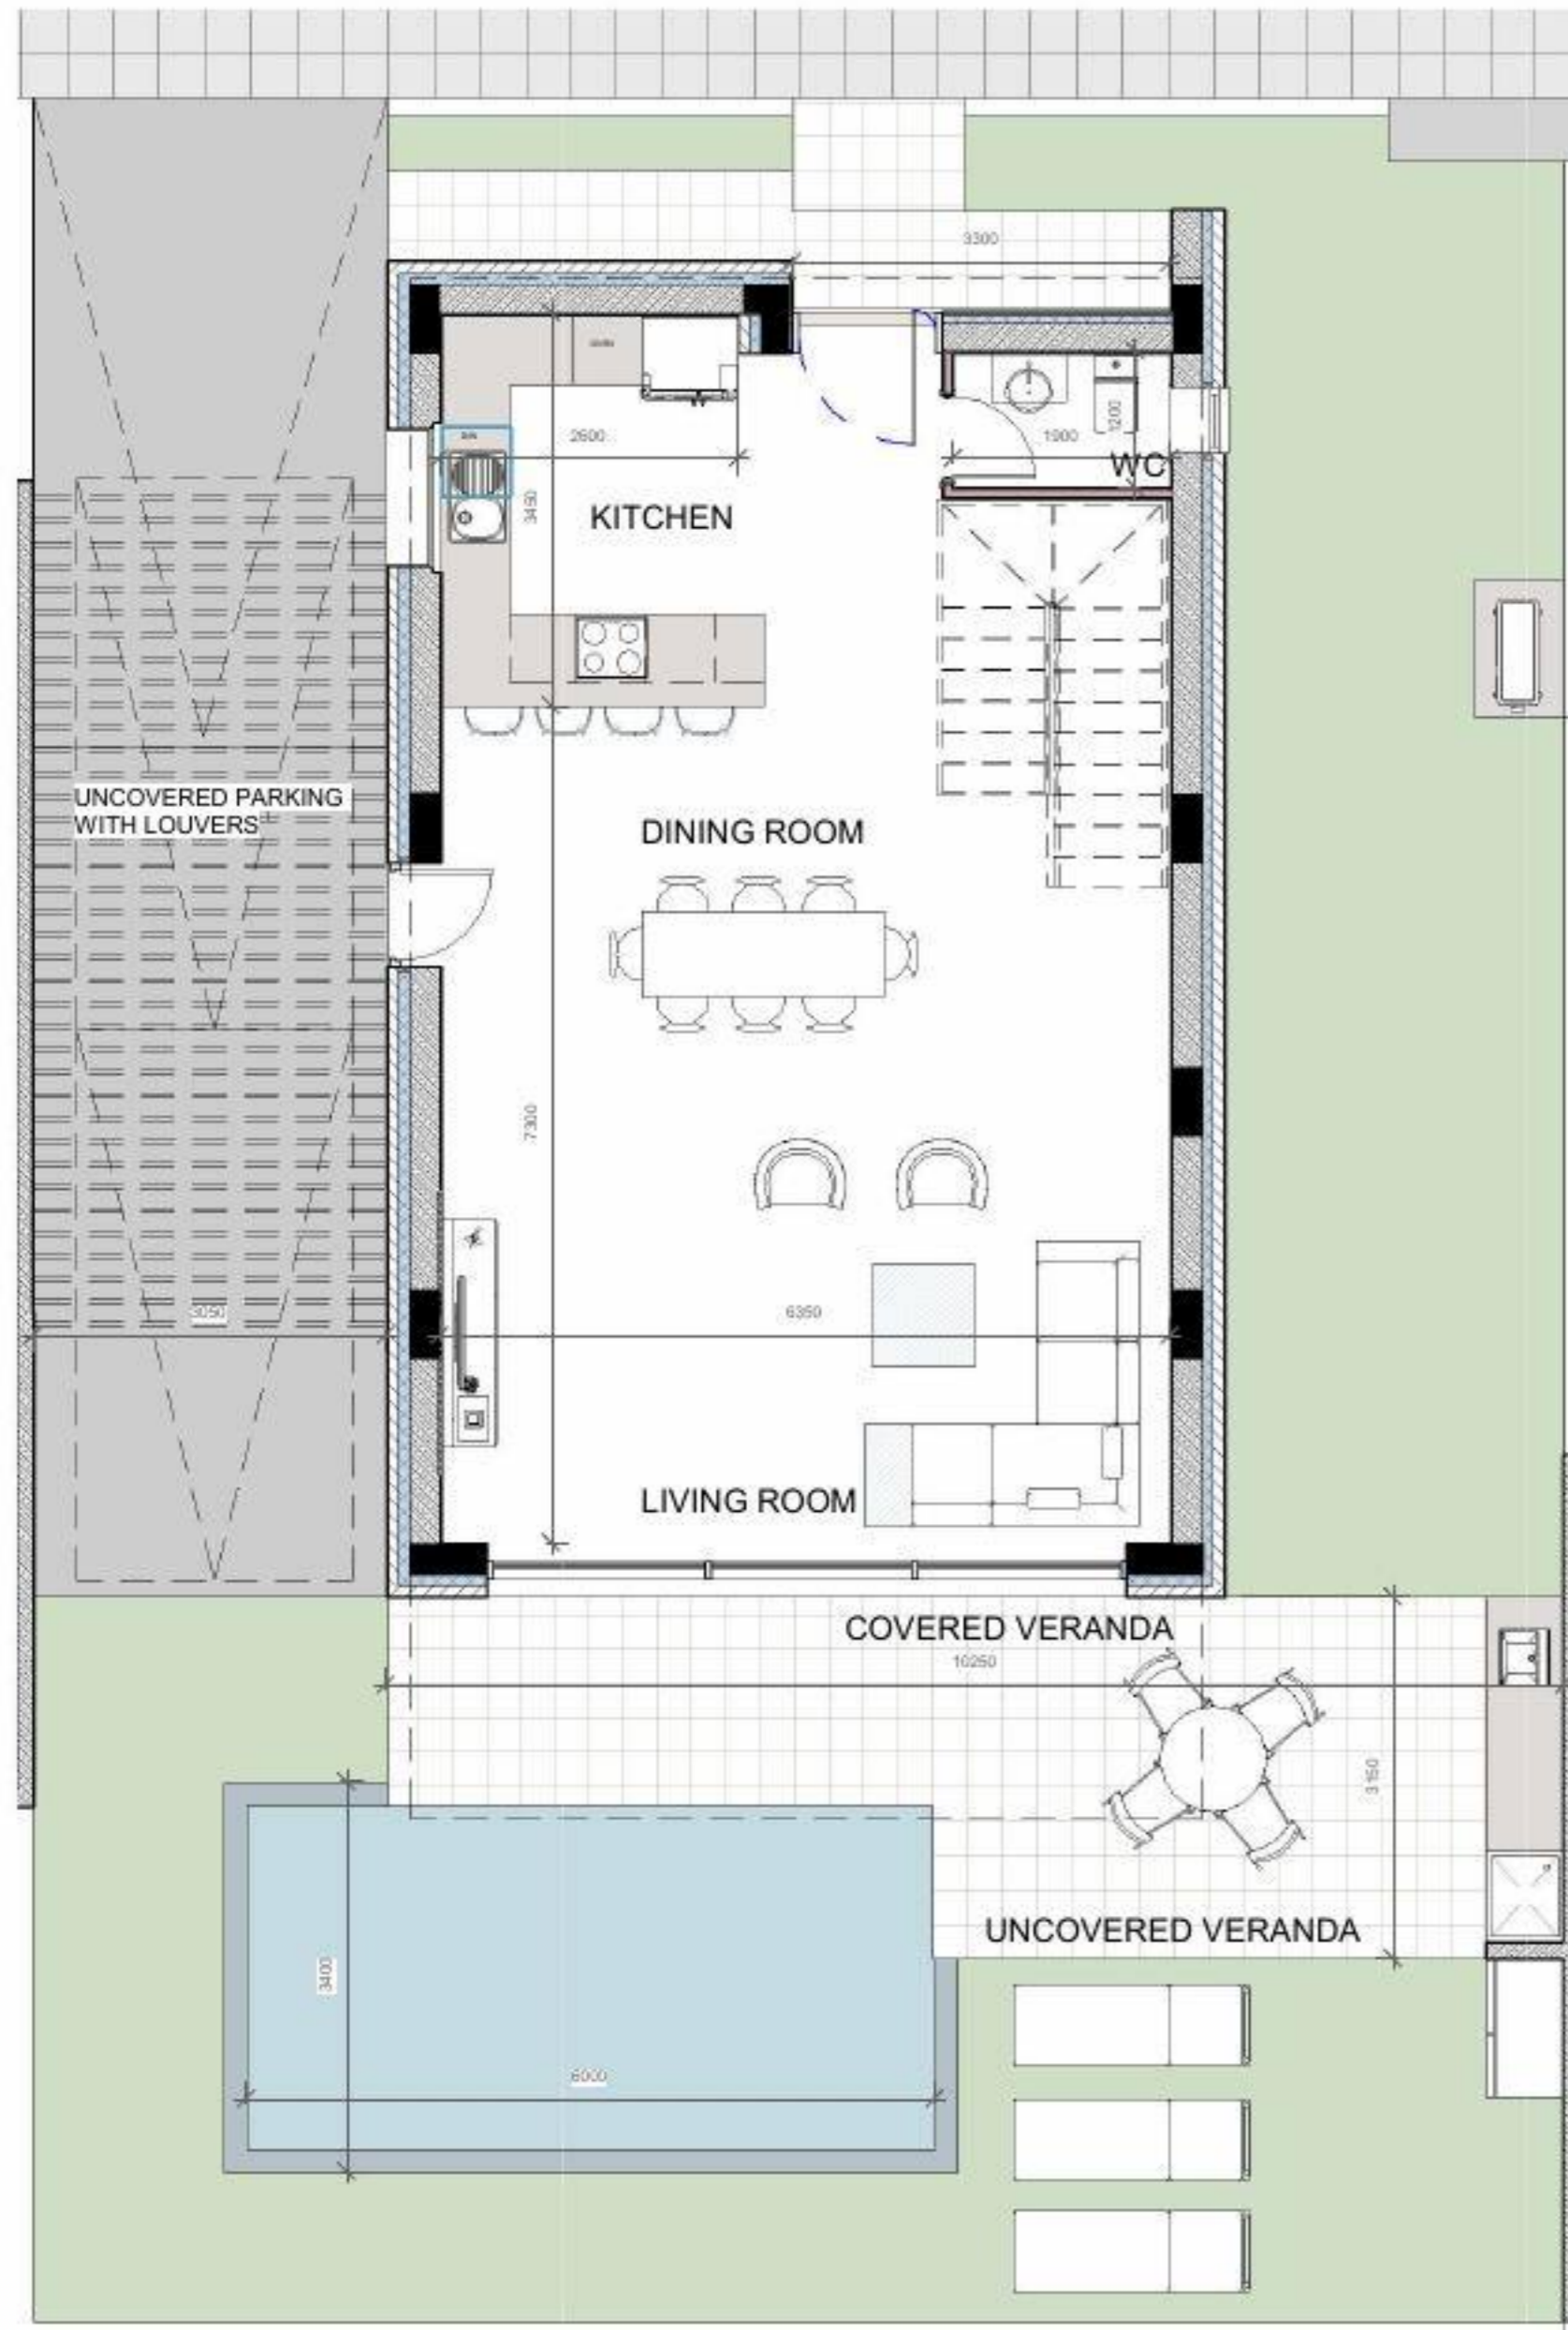 3300
2600
1900
1200
WC
3450
KITCHEN
UNCOVERED PARKING
WITH LOUVERS
DINING ROOM
7300
3050
6350
LIVING ROOM
COVERED VERANDA
10250
3150
UNCOVERED VERANDA
3400
6000